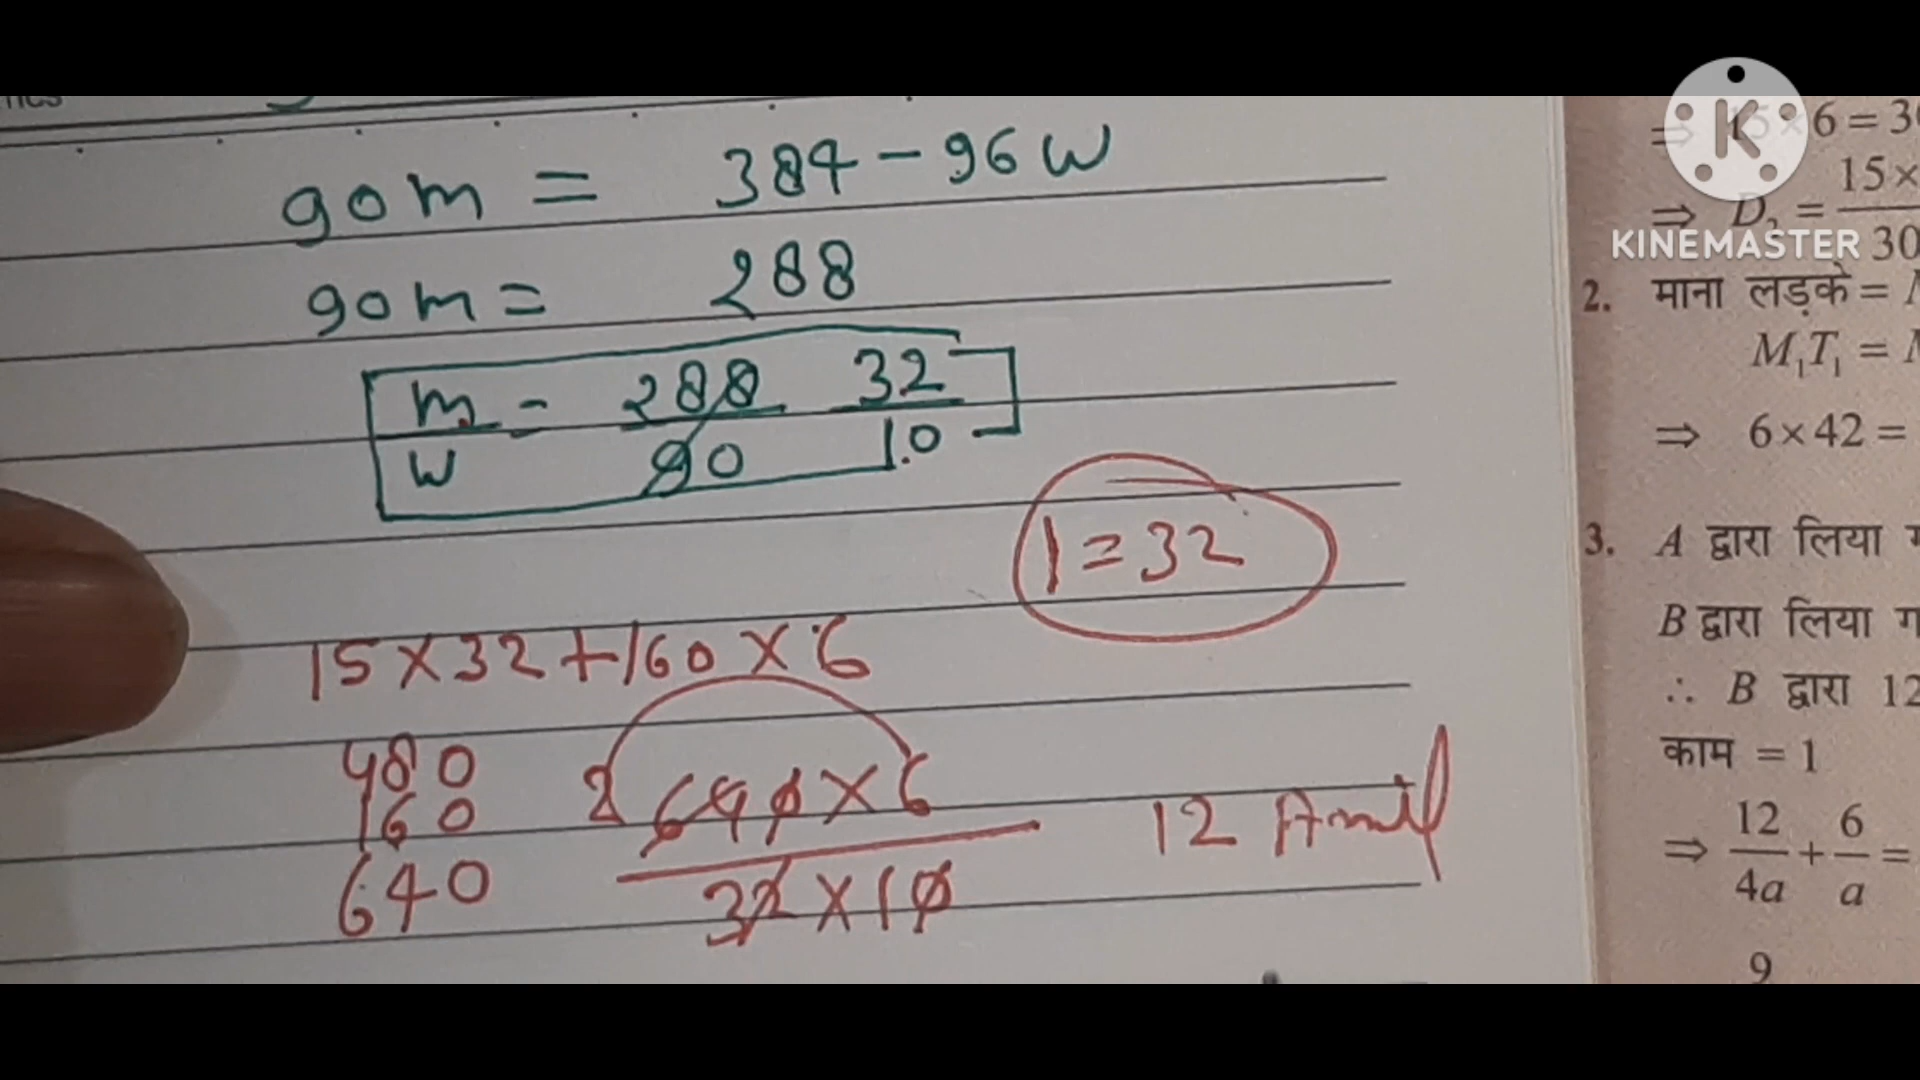 90m = 384 - 96w
90m = 288
m/w - 288/90 32/10
1 = 32
15 × 32 + 160 × 6
480
160
640
2 640 × 6 / 32 × 10
12
⇒ 15 × 6 = 3
⇒ D₂ = 15 × / 30
2. माना लड़के =
M₁T₁ =
⇒ 6 × 42 =
3. A द्वारा लिया
B द्वारा लिया
∴ B द्वारा 12
काम = 1
⇒ 12/4a + 6/a =
9
KINEMASTER